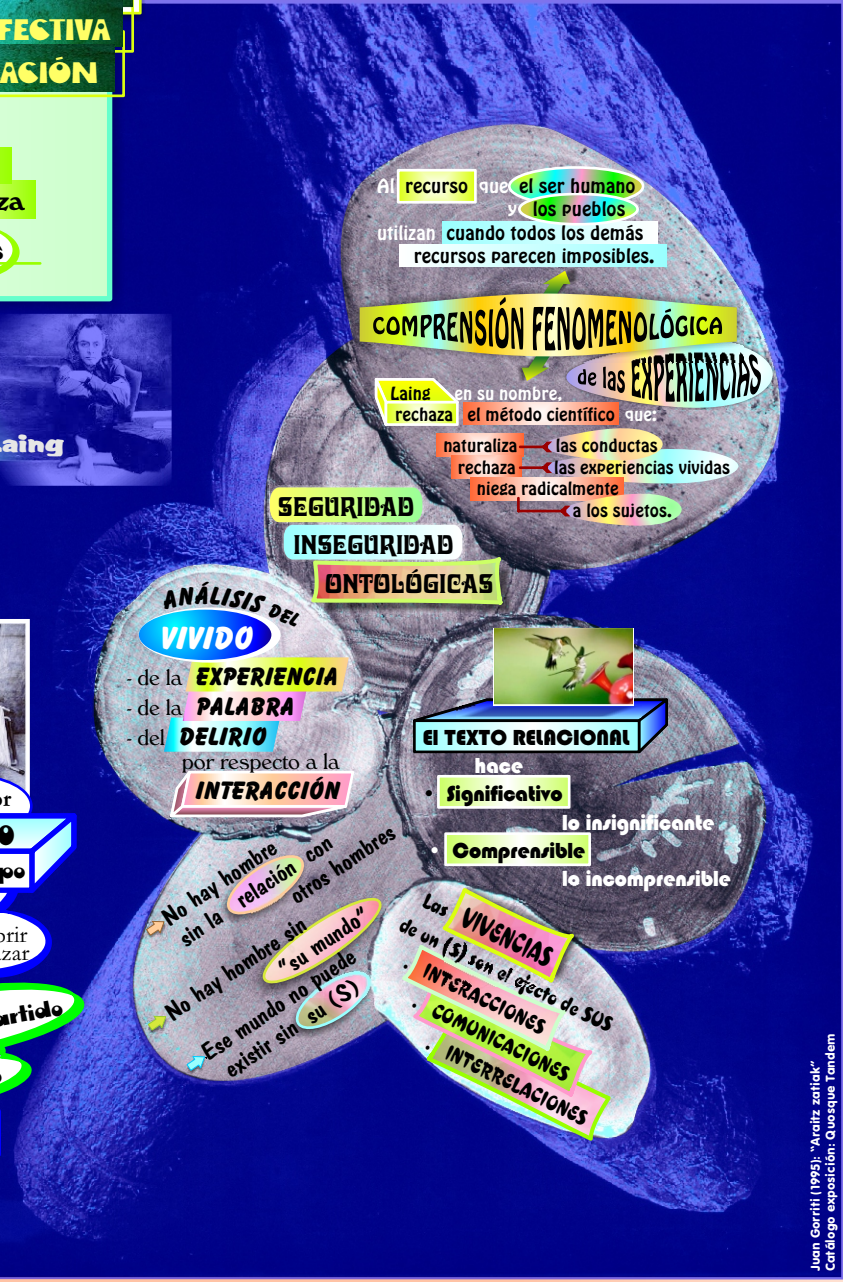 FECTIVA
ACIÓN
za
s
aing
or
O
po
rir
zar
artido
o
Al recurso que el ser humano
y los pueblos
utilizan cuando todos los demás
recursos parecen imposibles.
COMPRENSIÓN FENOMENOLÓGICA
de las EXPERIENCIAS
Laing en su nombre,
rechaza el método científico que:
naturaliza las conductas
rechaza las experiencias vividas
niega radicalmente
a los sujetos.
SEGURIDAD
INSEGURIDAD
ONTOLÓGICAS
ANÁLISIS DEL
VIVIDO
- de la EXPERIENCIA
- de la PALABRA
- del DELIRIO
por respecto a la
INTERACCIÓN
El TEXTO RELACIONAL
hace
• Significativo
lo insignificante
• Comprensible
lo incomprensible
No hay hombre
sin la relación con
otros hombres
No hay hombre sin
"su mundo"
Ese mundo no puede
existir sin su (S)
Las VIVENCIAS
de un (S) son el efecto de SUS
• INTERACCIONES
• COMUNICACIONES
• INTERRELACIONES
Juan Gorriti (1995): "Araitz zatiak"
Catálogo exposición: Quosque Tandem